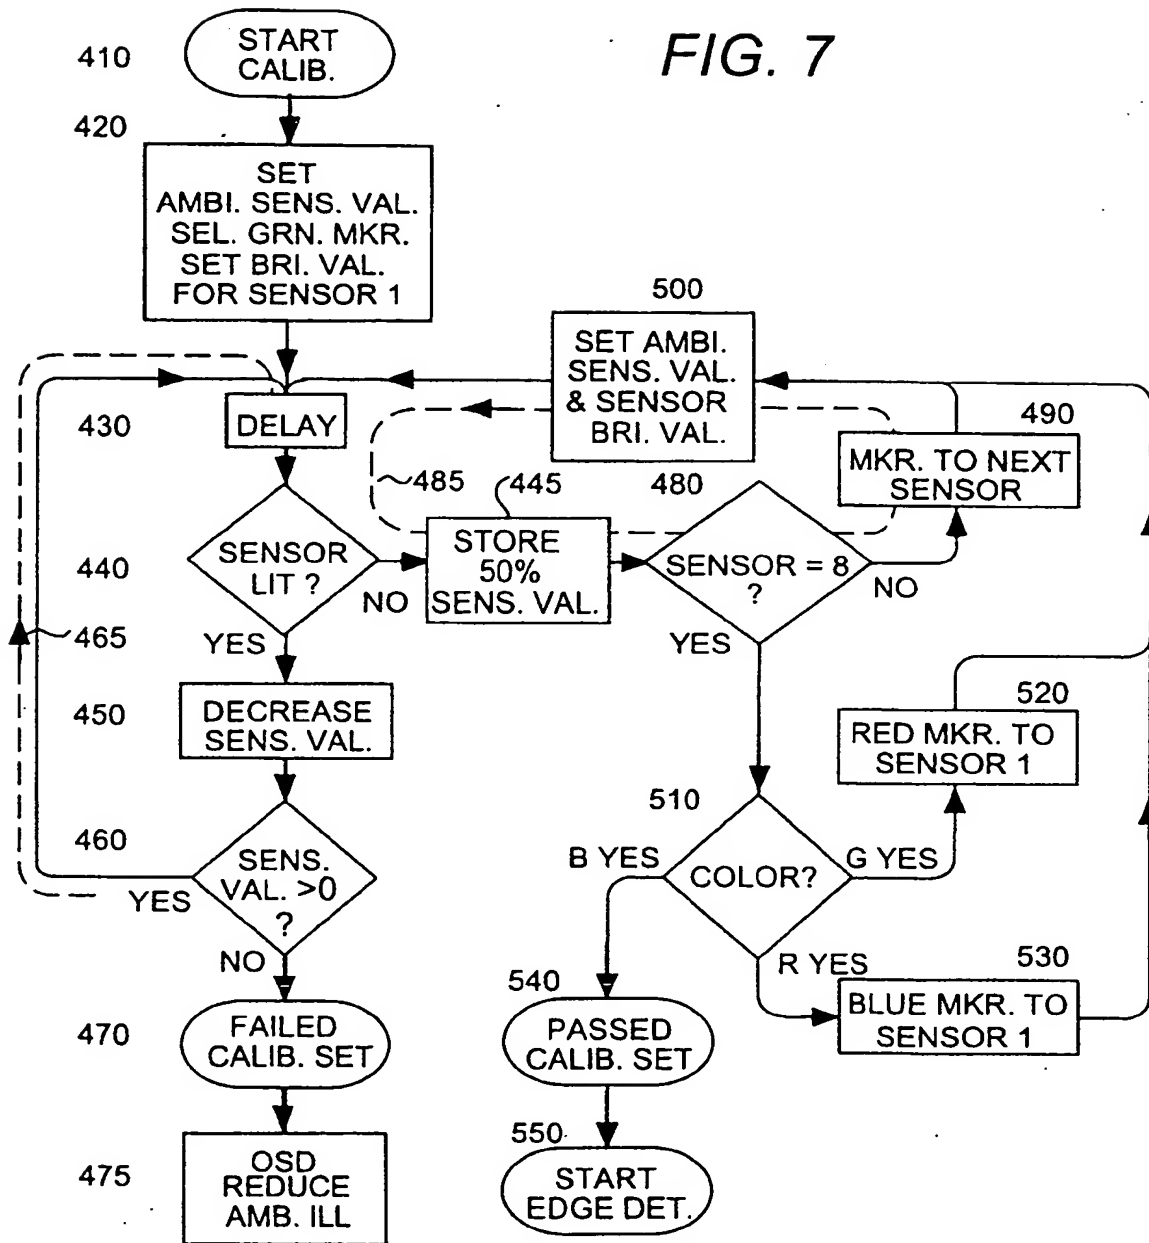 FIG. 7
410
START
CALIB.
420
SET
AMBI. SENS. VAL.
SEL. GRN. MKR.
SET BRI. VAL.
FOR SENSOR 1
500
SET AMBI.
SENS. VAL.
& SENSOR
BRI. VAL.
430
DELAY
490
MKR. TO NEXT
SENSOR
485
445
480
440
SENSOR
LIT ?
NO
STORE
50%
SENS. VAL.
SENSOR = 8
?
NO
465
YES
YES
450
DECREASE
SENS. VAL.
520
RED MKR. TO
SENSOR 1
460
SENS.
VAL. >0
?
YES
NO
510
B YES
COLOR?
G YES
R YES
530
BLUE MKR. TO
SENSOR 1
470
FAILED
CALIB. SET
540
PASSED
CALIB. SET
475
OSD
REDUCE
AMB. ILL
550
START
EDGE DET.